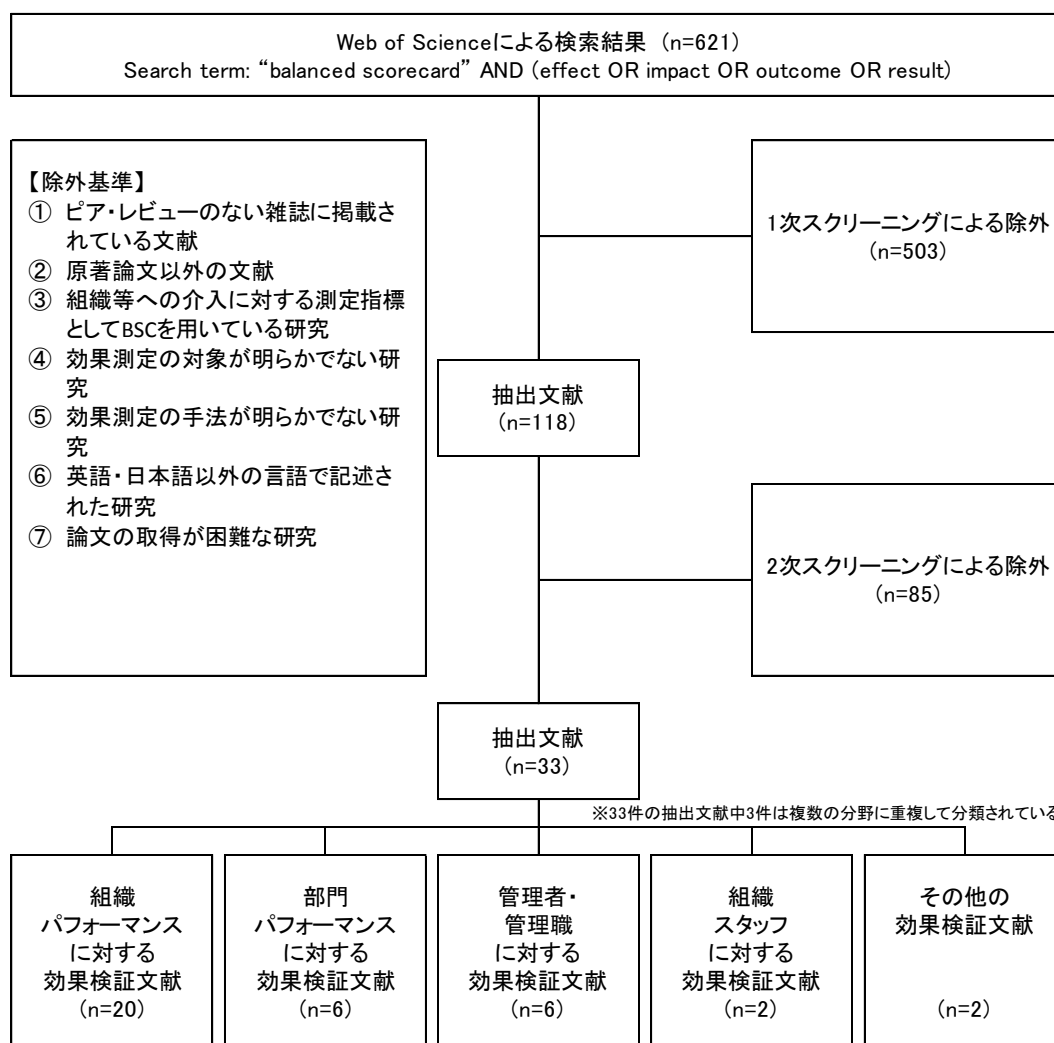 Web of Scienceによる検索結果 (n=621)
Search term: “balanced scorecard” AND (effect OR impact OR outcome OR result)
【除外基準】
① ピア・レビューのない雑誌に掲載さ
れている文献
② 原著論文以外の文献
③ 組織等への介入に対する測定指標
としてBSCを用いている研究
④ 効果測定の対象が明らかでない研
究
⑤ 効果測定の手法が明らかでない研
究
⑥ 英語・日本語以外の言語で記述さ
れた研究
⑦ 論文の取得が困難な研究
1次スクリーニングによる除外
(n=503)
抽出文献
(n=118)
2次スクリーニングによる除外
(n=85)
抽出文献
(n=33)
※33件の抽出文献中3件は複数の分野に重複して分類されている
組織
パフォーマンス
に対する
効果検証文献
(n=20)
部門
パフォーマンス
に対する
効果検証文献
(n=6)
管理者・
管理職
に対する
効果検証文献
(n=6)
組織
スタッフ
に対する
効果検証文献
(n=2)
その他の
効果検証文献
(n=2)